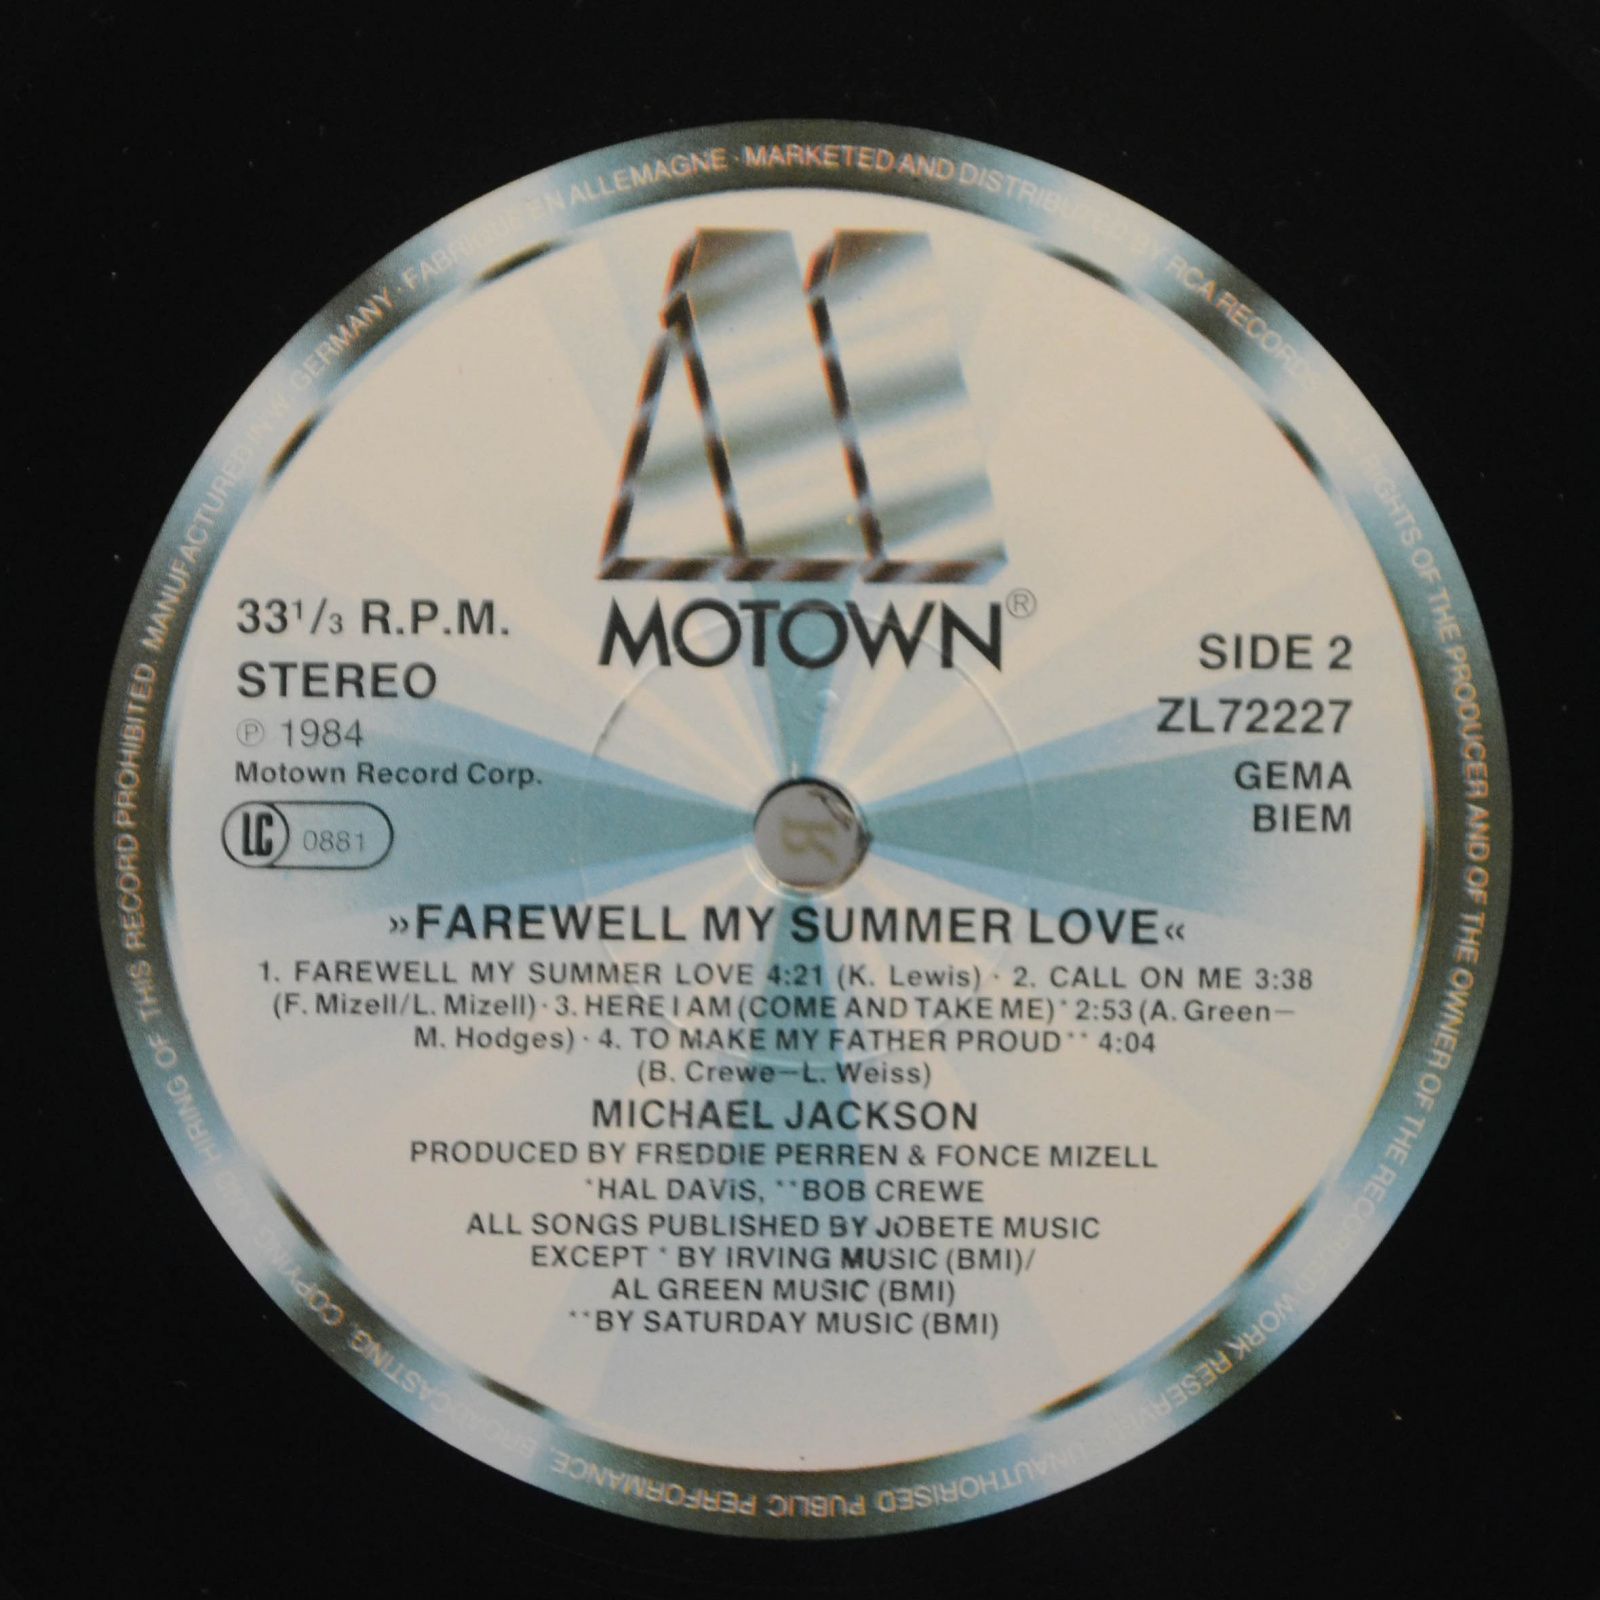 MANUFACTURED IN W. GERMANY · FABRIQUE EN ALLEMAGNE · MARKETED AND DISTRIBUTED BY RCA RECORDS
ALL RIGHTS OF THE PRODUCER AND OF THE OWNER OF THE RECORDED WORK RESERVED. UNAUTHORISED PUBLIC PERFORMANCE, BROADCASTING, COPYING AND HIRING OF THIS RECORD PROHIBITED.
MOTOWN®
33 1/3 R.P.M.
STEREO
℗ 1984
Motown Record Corp.
LC 0881
SIDE 2
ZL72227
GEMA
BIEM
»FAREWELL MY SUMMER LOVE«
1. FAREWELL MY SUMMER LOVE 4:21 (K. Lewis) · 2. CALL ON ME 3:38
(F. Mizell/L. Mizell) · 3. HERE I AM (COME AND TAKE ME)* 2:53 (A. Green–
M. Hodges) · 4. TO MAKE MY FATHER PROUD** 4:04
(B. Crewe–L. Weiss)
MICHAEL JACKSON
PRODUCED BY FREDDIE PERREN & FONCE MIZELL
*HAL DAVIS, **BOB CREWE
ALL SONGS PUBLISHED BY JOBETE MUSIC
EXCEPT * BY IRVING MUSIC (BMI)/
AL GREEN MUSIC (BMI)
**BY SATURDAY MUSIC (BMI)